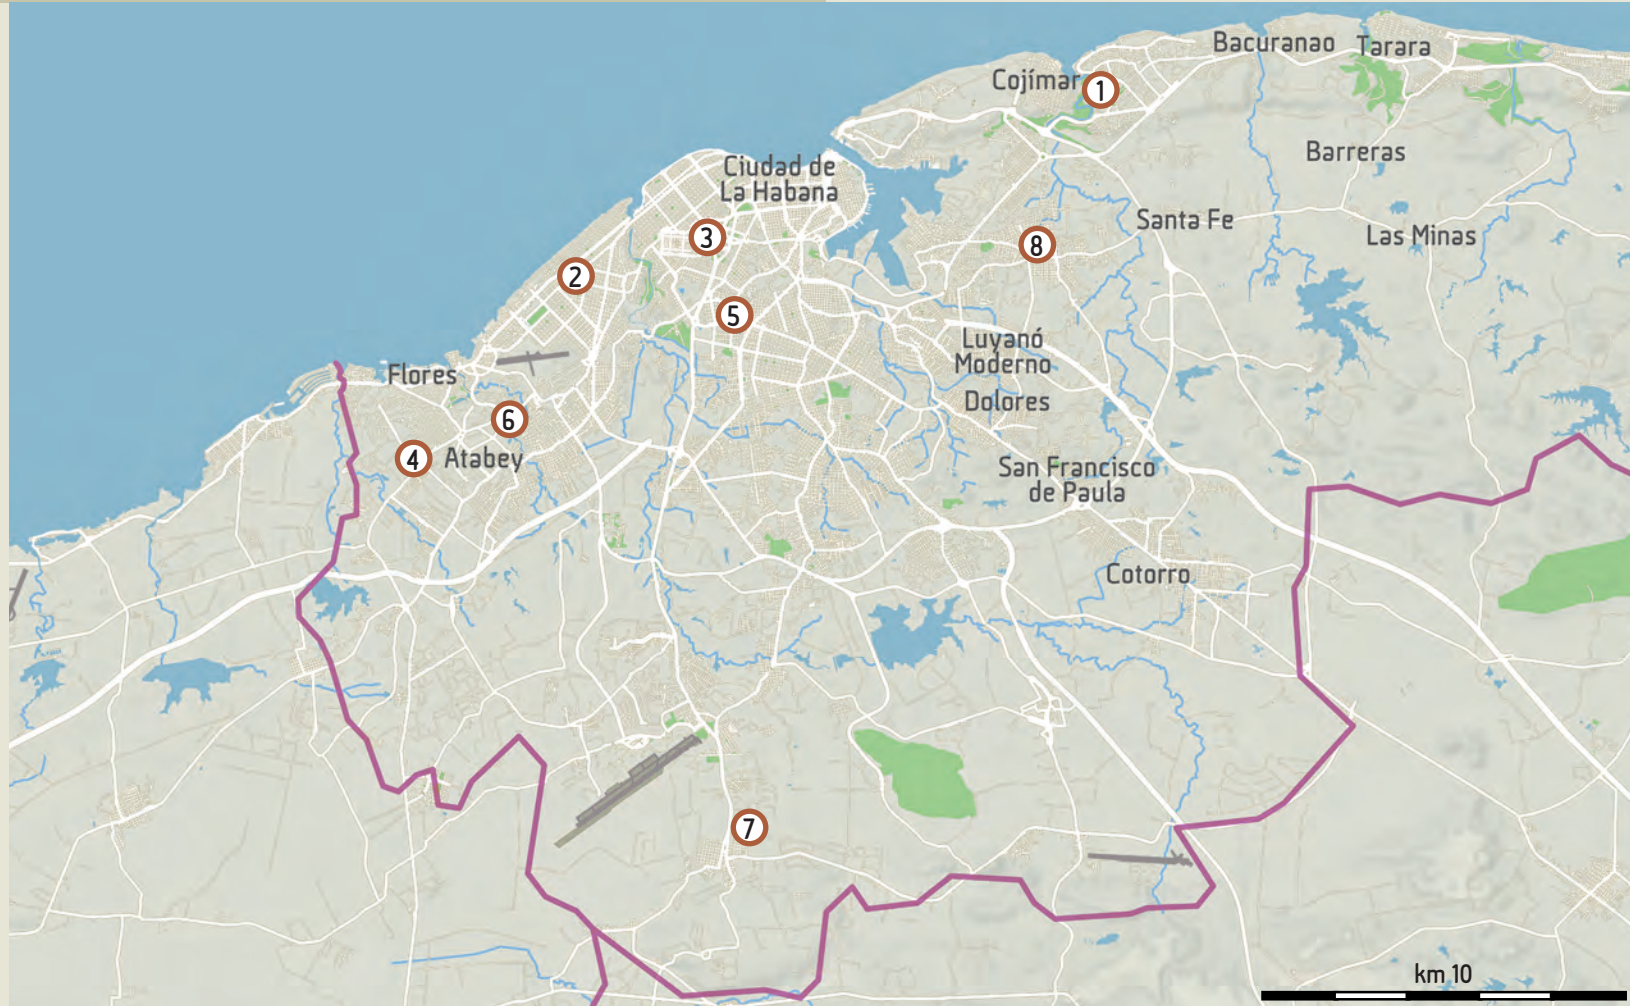 Bacuranao
Tarara
Cojímar
1
Barreras
Ciudad de
La Habana
Santa Fe
Las Minas
3
8
2
5
Luyanó
Moderno
Flores
Dolores
6
4
Atabey
San Francisco
de Paula
Cotorro
7
km 10